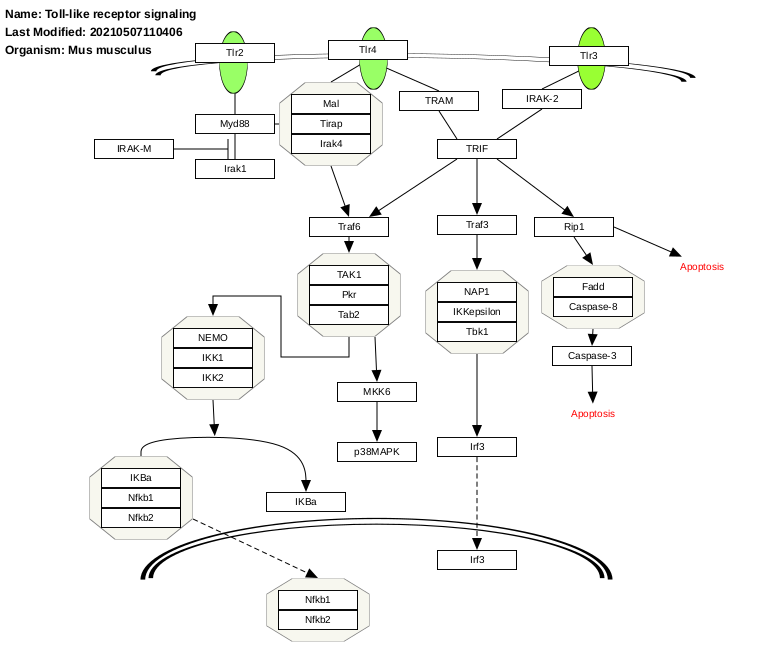 Name: Toll-like receptor signaling
Last Modified: 20210507110406
Organism: Mus musculus
Tlr2
Tlr4
Tlr3
Mal
Tirap
Irak4
TRAM
IRAK-2
Myd88
IRAK-M
Irak1
TRIF
Traf6
Traf3
Rip1
Apoptosis
TAK1
Pkr
Tab2
NAP1
IKKepsilon
Tbk1
Fadd
Caspase-8
NEMO
IKK1
IKK2
Caspase-3
MKK6
Apoptosis
p38MAPK
Irf3
IKBa
Nfkb1
Nfkb2
IKBa
Irf3
Nfkb1
Nfkb2